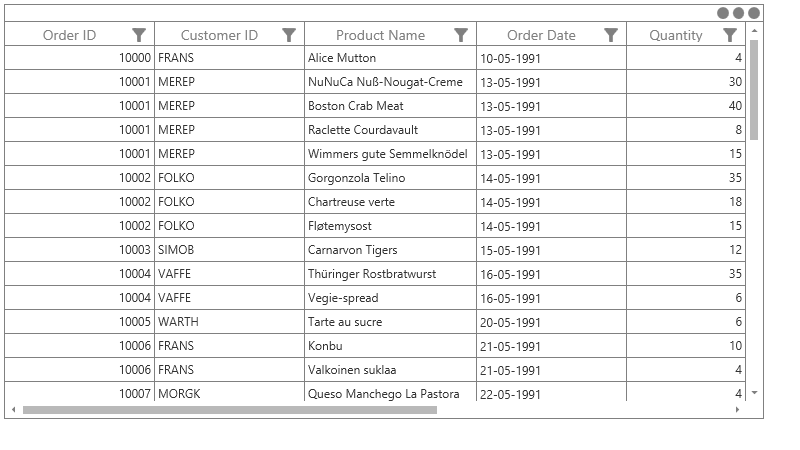 Order ID Customer ID Product Name Order Date Quantity
10000 FRANS Alice Mutton 10-05-1991 4
10001 MEREP NuNuCa Nuß-Nougat-Creme 13-05-1991 30
10001 MEREP Boston Crab Meat 13-05-1991 40
10001 MEREP Raclette Courdavault 13-05-1991 8
10001 MEREP Wimmers gute Semmelknödel 13-05-1991 15
10002 FOLKO Gorgonzola Telino 14-05-1991 35
10002 FOLKO Chartreuse verte 14-05-1991 18
10002 FOLKO Fløtemysost 14-05-1991 15
10003 SIMOB Carnarvon Tigers 15-05-1991 12
10004 VAFFE Thüringer Rostbratwurst 16-05-1991 35
10004 VAFFE Vegie-spread 16-05-1991 6
10005 WARTH Tarte au sucre 20-05-1991 6
10006 FRANS Konbu 21-05-1991 10
10006 FRANS Valkoinen suklaa 21-05-1991 4
10007 MORGK Queso Manchego La Pastora 22-05-1991 4